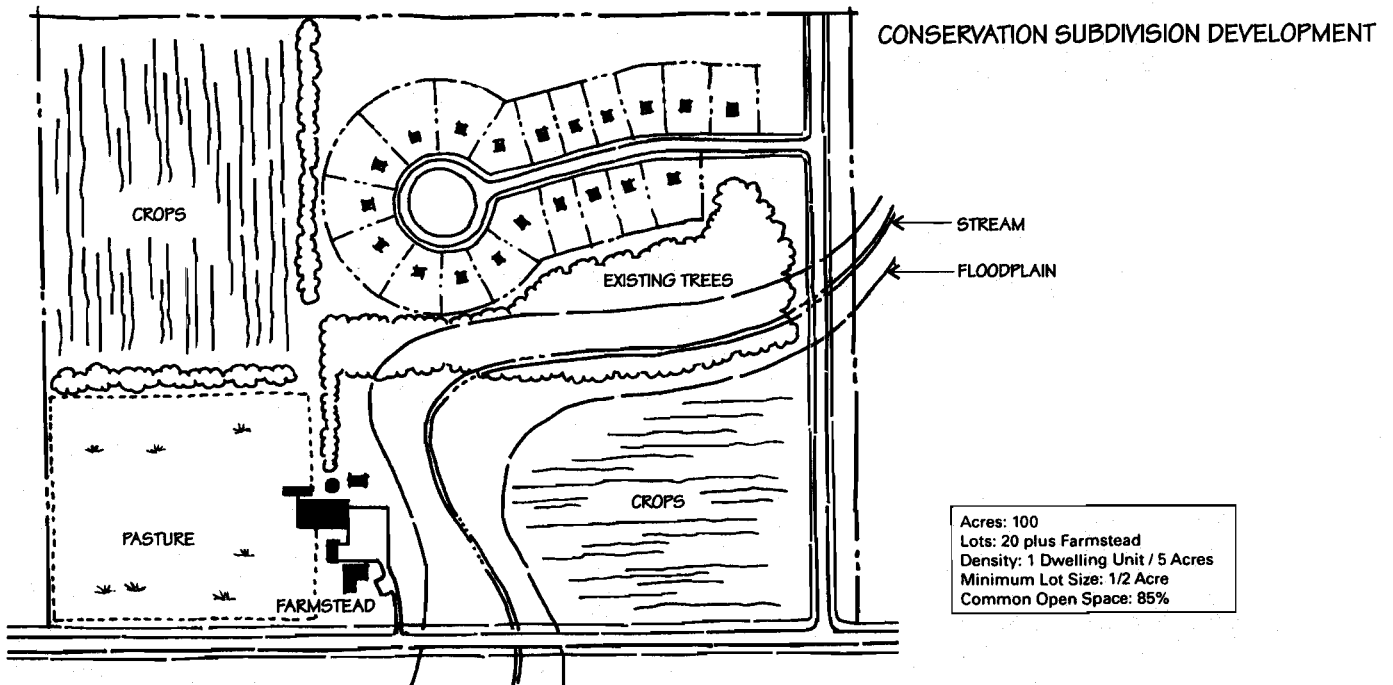 CONSERVATION SUBDIVISION DEVELOPMENT
CROPS
STREAM
EXISTING TREES
FLOODPLAIN
CROPS
PASTURE
FARMSTEAD
Acres: 100
Lots: 20 plus Farmstead
Density: 1 Dwelling Unit / 5 Acres
Minimum Lot Size: 1/2 Acre
Common Open Space: 85%